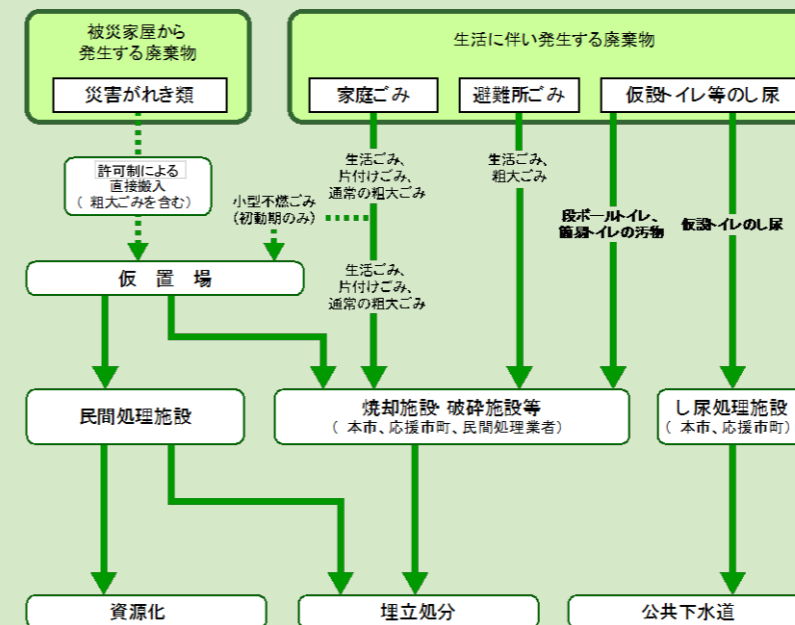 被災家屋から
発生する廃棄物
災害がれき類
生活に伴い発生する廃棄物
家庭ごみ
避難所ごみ
仮設トイレ等のし尿
許可制による
直接搬入
( 粗大ごみを含む)
小型不燃ごみ
(初動期のみ)
生活ごみ、
片付けごみ、
通常の粗大ごみ
生活ごみ、
粗大ごみ
段ボールトイレ、
簡易トイレの汚物
仮設トイレのし尿
仮 置 場
生活ごみ、
片付けごみ、
通常の粗大ごみ
民間処理施設
焼却施設・破砕施設等
( 本市、応援市町、民間処理業者)
し尿処理施設
( 本市、応援市町)
資源化
埋立処分
公共下水道